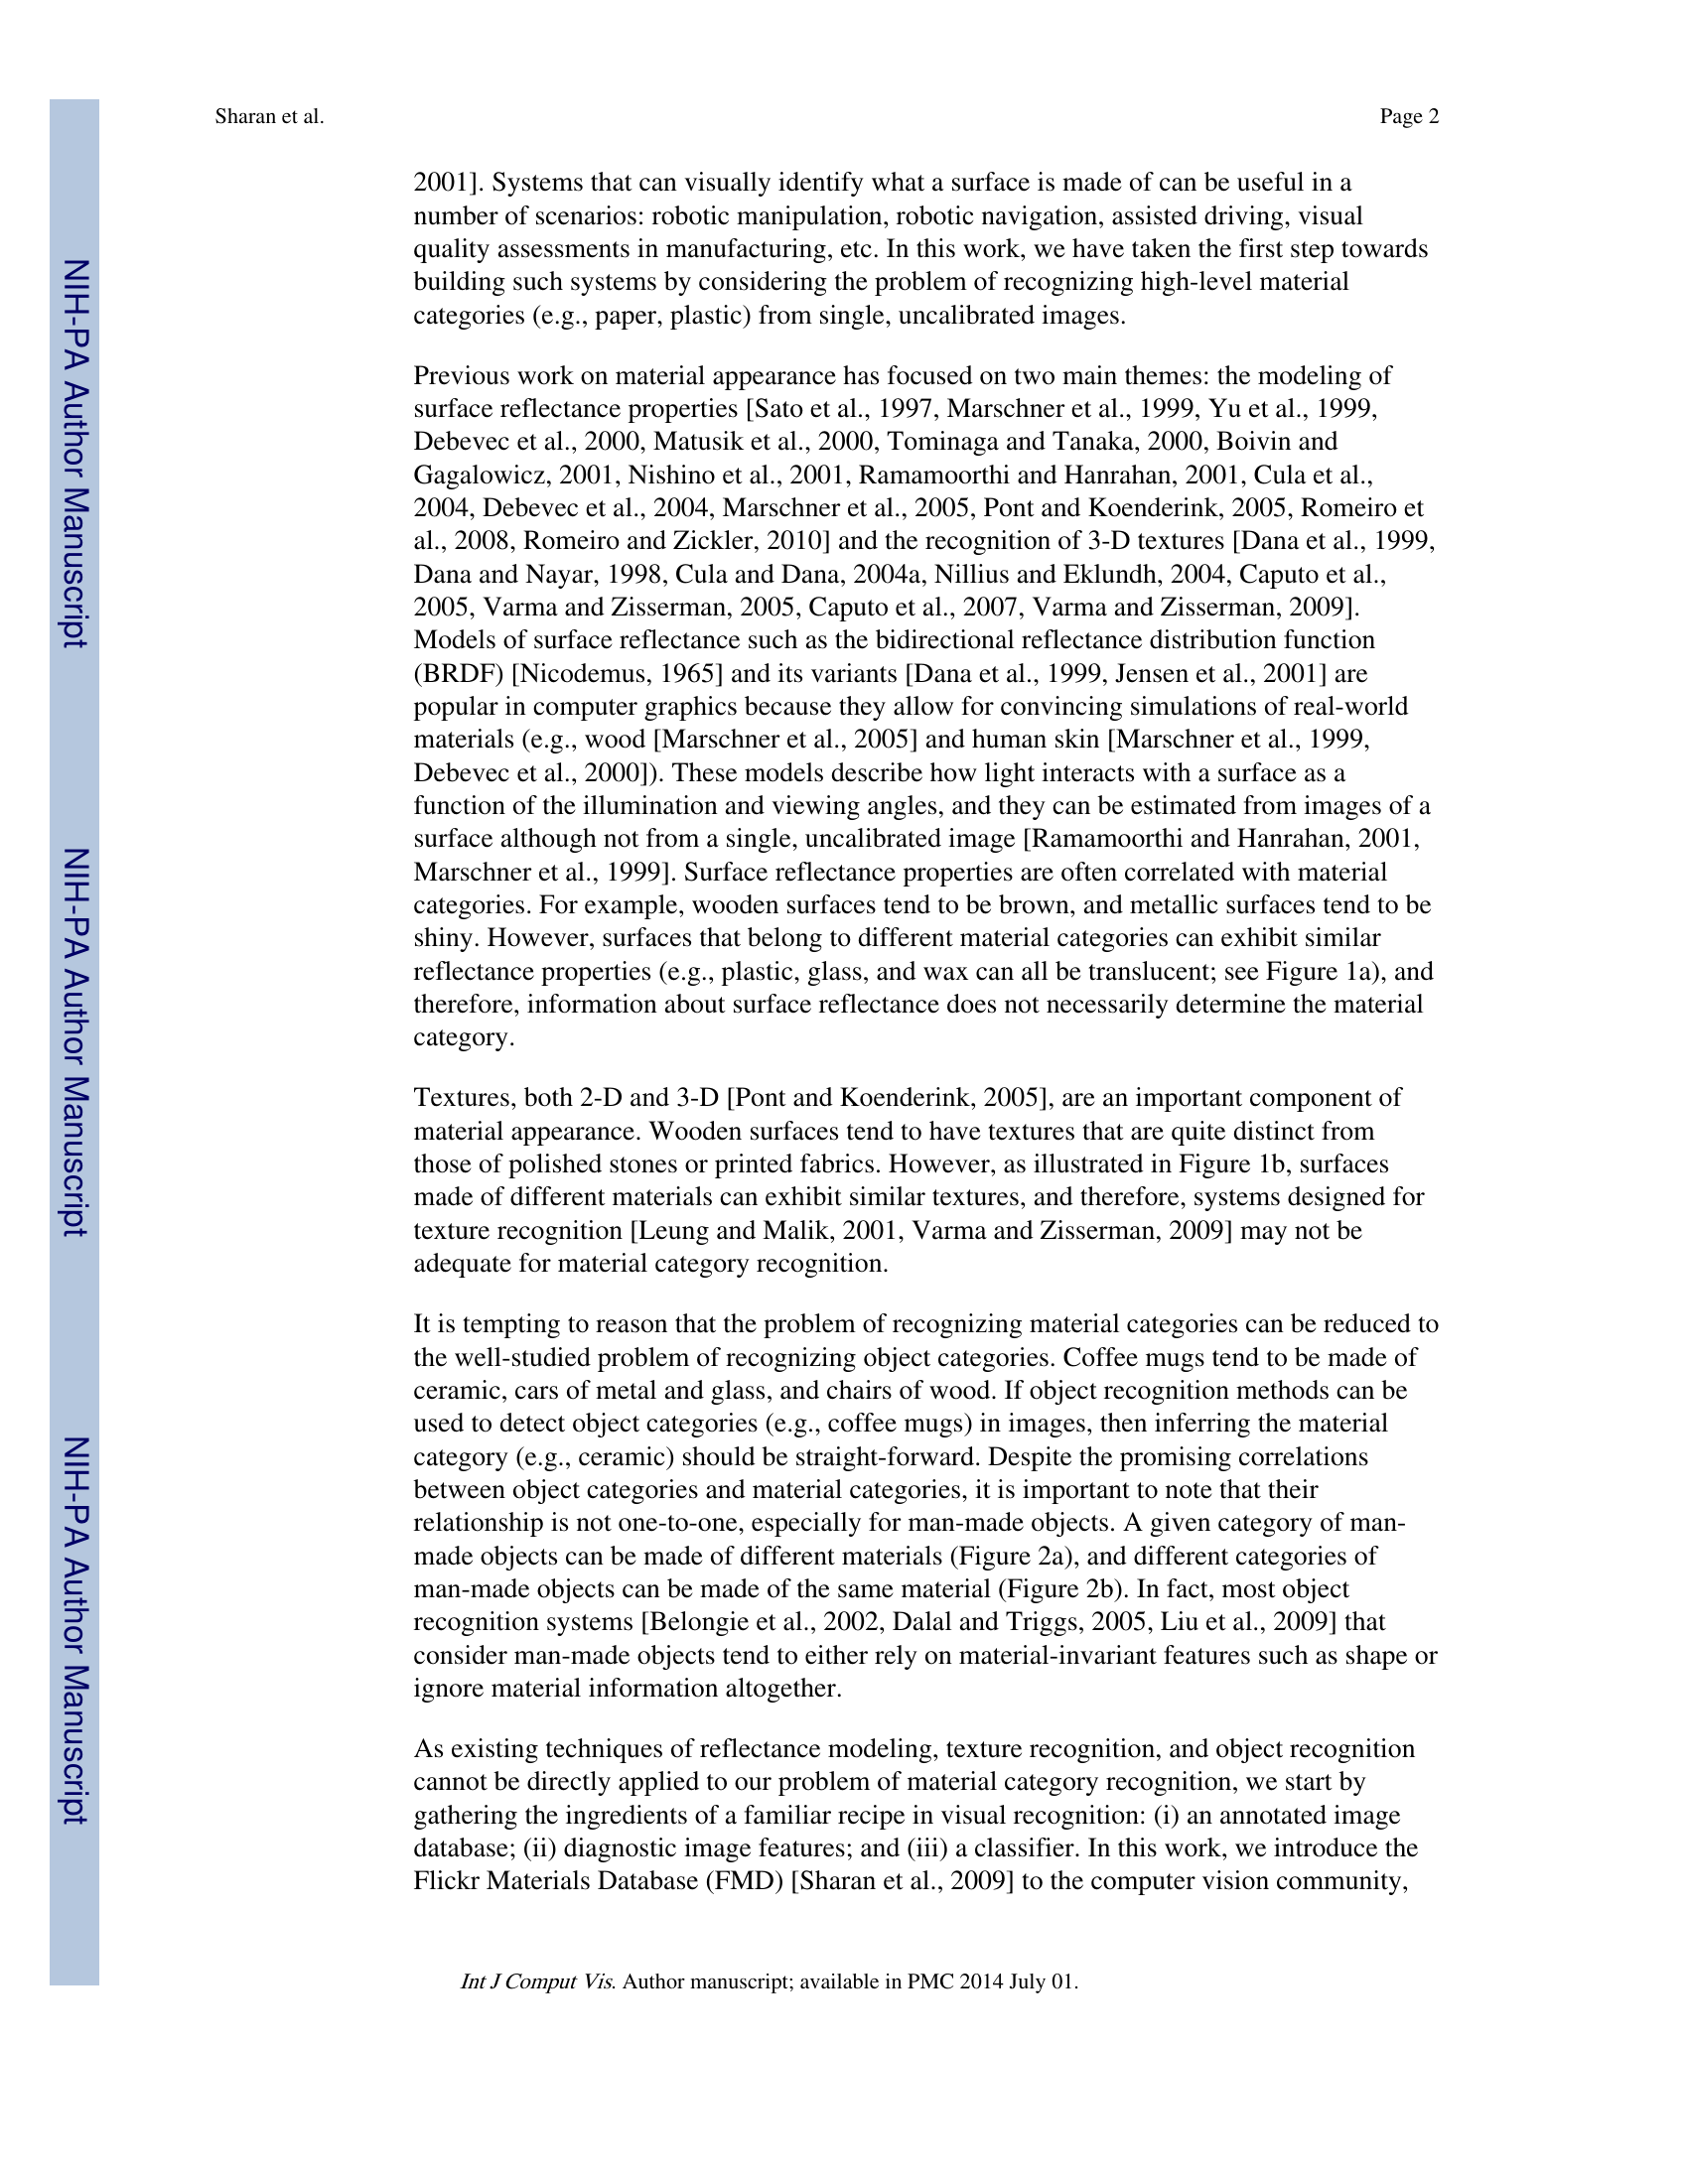 Sharan et al.
Page 2
2001]. Systems that can visually identify what a surface is made of can be useful in a
number of scenarios: robotic manipulation, robotic navigation, assisted driving, visual
quality assessments in manufacturing, etc. In this work, we have taken the first step towards
building such systems by considering the problem of recognizing high-level material
categories (e.g., paper, plastic) from single, uncalibrated images.
Previous work on material appearance has focused on two main themes: the modeling of
surface reflectance properties [Sato et al., 1997, Marschner et al., 1999, Yu et al., 1999,
Debevec et al., 2000, Matusik et al., 2000, Tominaga and Tanaka, 2000, Boivin and
Gagalowicz, 2001, Nishino et al., 2001, Ramamoorthi and Hanrahan, 2001, Cula et al.,
2004, Debevec et al., 2004, Marschner et al., 2005, Pont and Koenderink, 2005, Romeiro et
al., 2008, Romeiro and Zickler, 2010] and the recognition of 3-D textures [Dana et al., 1999,
Dana and Nayar, 1998, Cula and Dana, 2004a, Nillius and Eklundh, 2004, Caputo et al.,
2005, Varma and Zisserman, 2005, Caputo et al., 2007, Varma and Zisserman, 2009].
Models of surface reflectance such as the bidirectional reflectance distribution function
(BRDF) [Nicodemus, 1965] and its variants [Dana et al., 1999, Jensen et al., 2001] are
popular in computer graphics because they allow for convincing simulations of real-world
materials (e.g., wood [Marschner et al., 2005] and human skin [Marschner et al., 1999,
Debevec et al., 2000]). These models describe how light interacts with a surface as a
function of the illumination and viewing angles, and they can be estimated from images of a
surface although not from a single, uncalibrated image [Ramamoorthi and Hanrahan, 2001,
Marschner et al., 1999]. Surface reflectance properties are often correlated with material
categories. For example, wooden surfaces tend to be brown, and metallic surfaces tend to be
shiny. However, surfaces that belong to different material categories can exhibit similar
reflectance properties (e.g., plastic, glass, and wax can all be translucent; see Figure 1a), and
therefore, information about surface reflectance does not necessarily determine the material
category.
Textures, both 2-D and 3-D [Pont and Koenderink, 2005], are an important component of
material appearance. Wooden surfaces tend to have textures that are quite distinct from
those of polished stones or printed fabrics. However, as illustrated in Figure 1b, surfaces
made of different materials can exhibit similar textures, and therefore, systems designed for
texture recognition [Leung and Malik, 2001, Varma and Zisserman, 2009] may not be
adequate for material category recognition.
It is tempting to reason that the problem of recognizing material categories can be reduced to
the well-studied problem of recognizing object categories. Coffee mugs tend to be made of
ceramic, cars of metal and glass, and chairs of wood. If object recognition methods can be
used to detect object categories (e.g., coffee mugs) in images, then inferring the material
category (e.g., ceramic) should be straight-forward. Despite the promising correlations
between object categories and material categories, it is important to note that their
relationship is not one-to-one, especially for man-made objects. A given category of man-
made objects can be made of different materials (Figure 2a), and different categories of
man-made objects can be made of the same material (Figure 2b). In fact, most object
recognition systems [Belongie et al., 2002, Dalal and Triggs, 2005, Liu et al., 2009] that
consider man-made objects tend to either rely on material-invariant features such as shape or
ignore material information altogether.
As existing techniques of reflectance modeling, texture recognition, and object recognition
cannot be directly applied to our problem of material category recognition, we start by
gathering the ingredients of a familiar recipe in visual recognition: (i) an annotated image
database; (ii) diagnostic image features; and (iii) a classifier. In this work, we introduce the
Flickr Materials Database (FMD) [Sharan et al., 2009] to the computer vision community,
Int J Comput Vis. Author manuscript; available in PMC 2014 July 01.
NIH-PA Author Manuscript
NIH-PA Author Manuscript
NIH-PA Author Manuscript